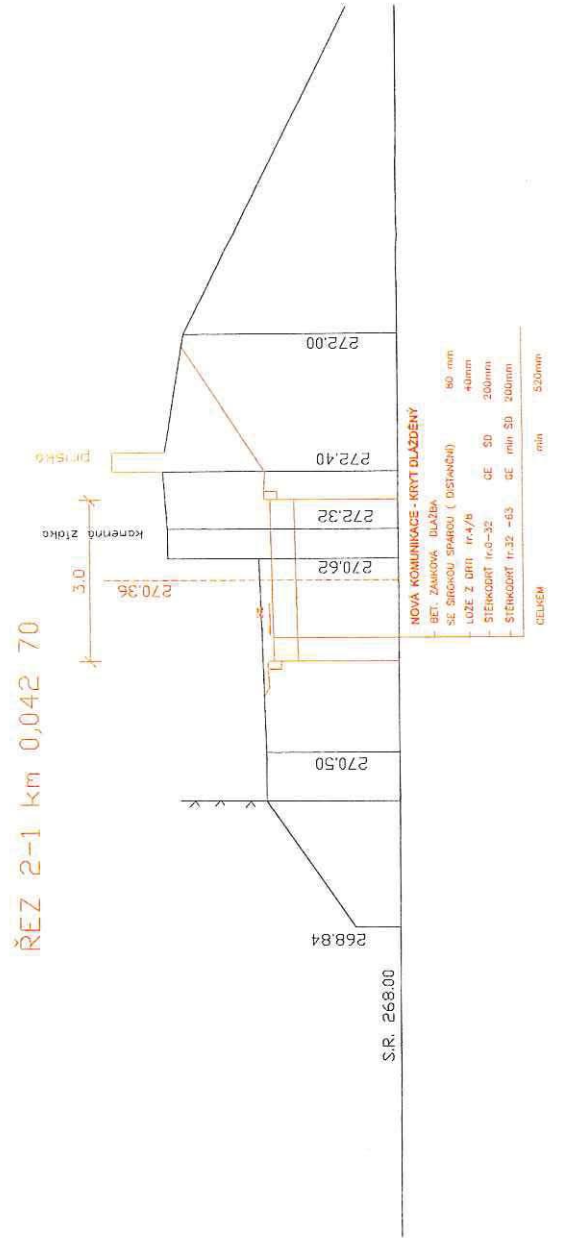 ŘEZ 2-1 km 0,042 70
3.0
270.36
kamenná zídka
268.84
270.50
270.62
272.32
272.40
272.00
S.R. 268.00
NOVÁ KOMUNIKACE - KRYT DLÁŽDĚNÝ
BET. ZÁMKOVÁ DLAŽBA
SE ŠIROKOU SPÁROU ( DISTANČNÍ) 80 mm
LOŽE Z DRTI fr.4/8 40mm
ŠTĚRKODRŤ fr.0-32 GE ŠD 200mm
ŠTĚRKODRŤ fr.32 -63 GE min ŠD 200mm
CELKEM min 520mm